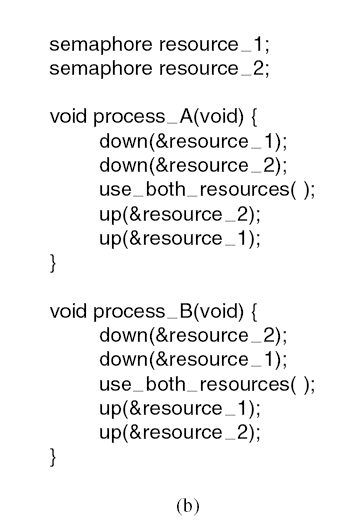 semaphore resource_1;
semaphore resource_2;
void process_A(void) {
down(&resource_1);
down(&resource_2);
use_both_resources( );
up(&resource_2);
up(&resource_1);
}
void process_B(void) {
down(&resource_2);
down(&resource_1);
use_both_resources( );
up(&resource_1);
up(&resource_2);
}
(b)